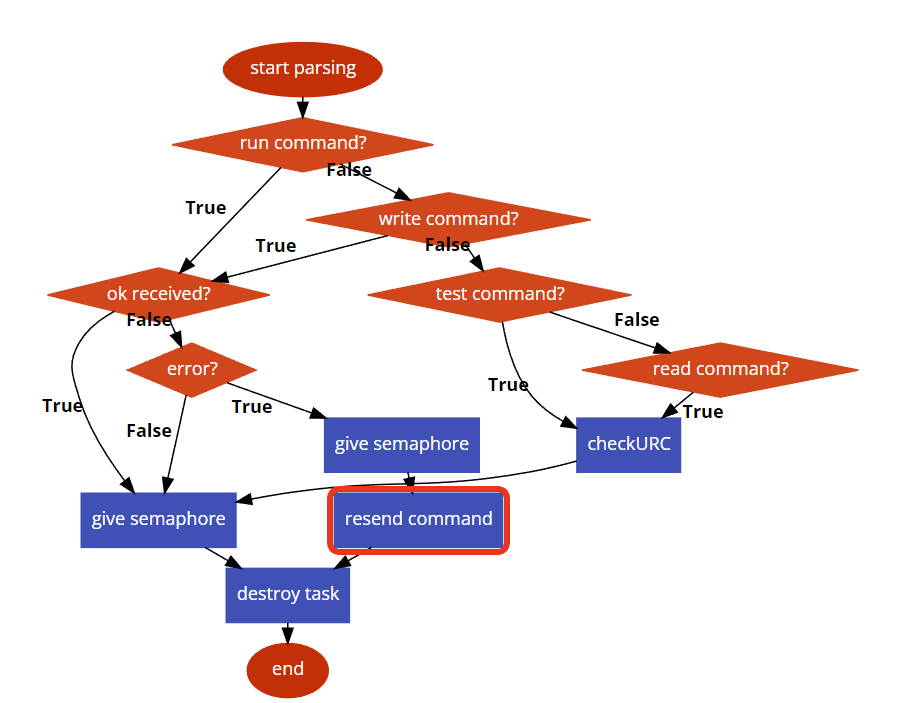 start parsing
run command?
False
True
write command?
True
False
ok received?
test command?
False
False
error?
read command?
True
True
True
True
False
give semaphore
checkURC
give semaphore
resend command
destroy task
end